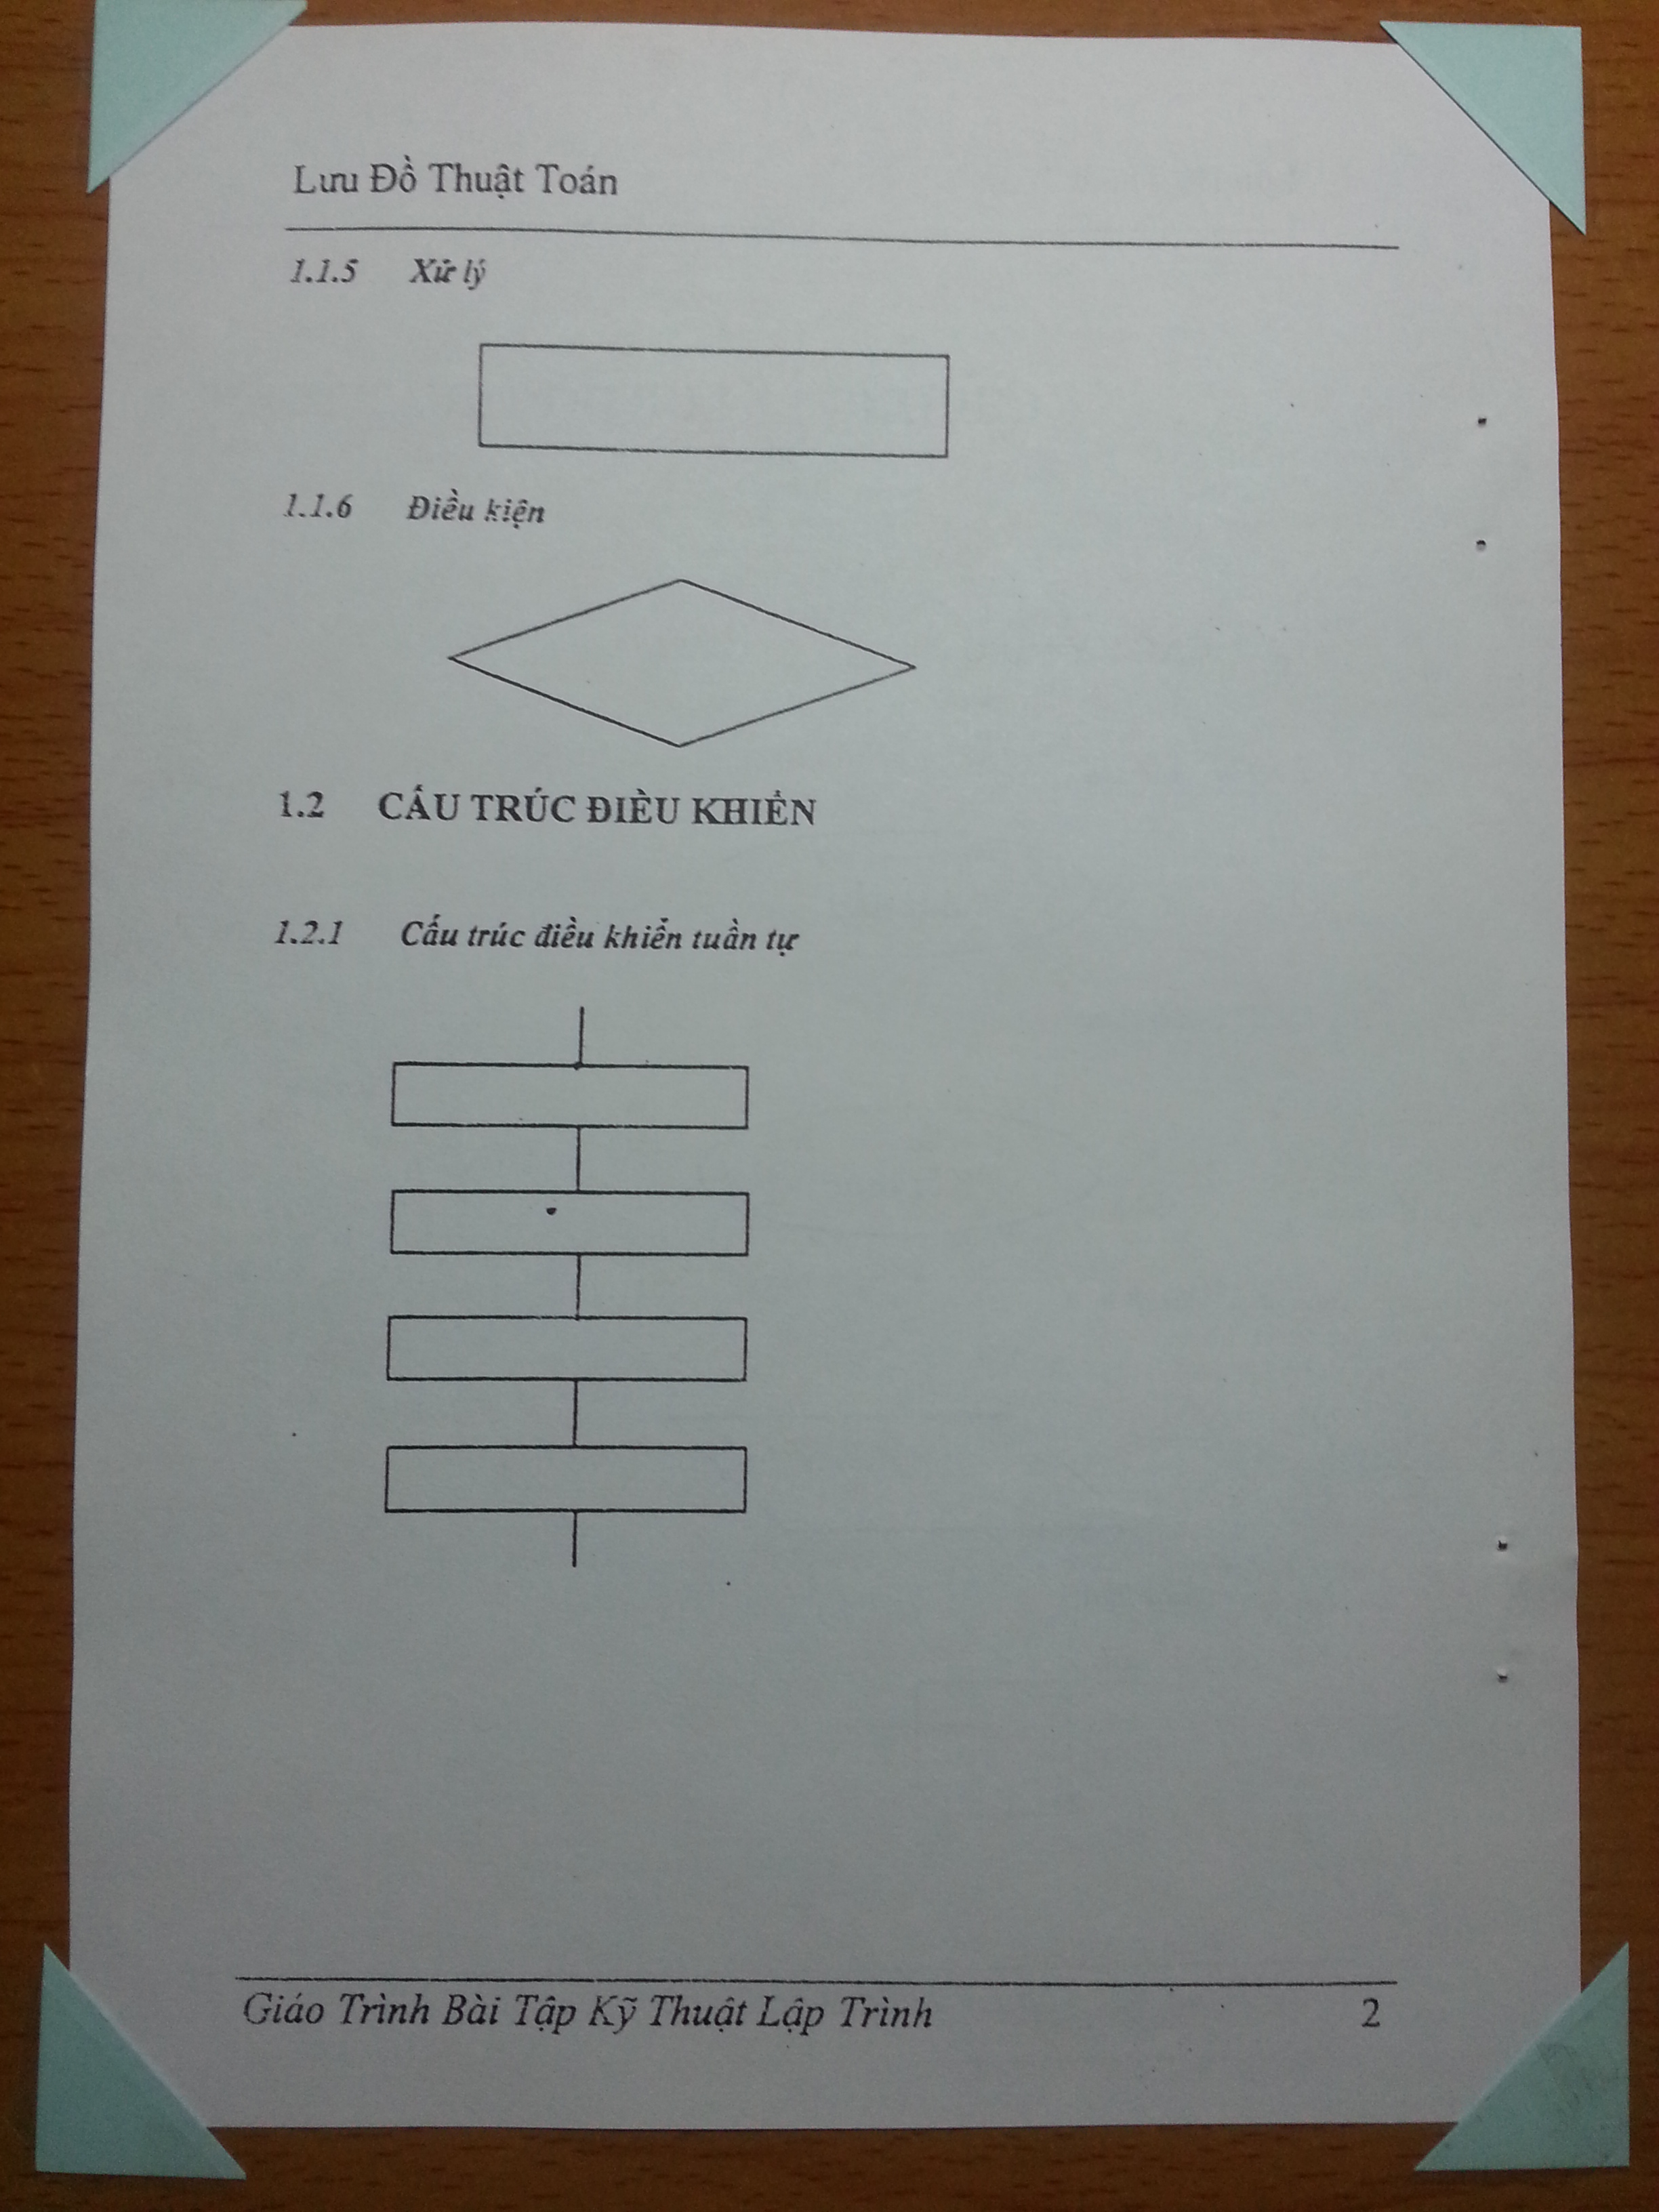 Lưu Đồ Thuật Toán
1.1.5 Xử lý
1.1.6 Điều kiện
1.2 CẤU TRÚC ĐIỀU KHIỂN
1.2.1 Cấu trúc điều khiển tuần tự
Giáo Trình Bài Tập Kỹ Thuật Lập Trình 2